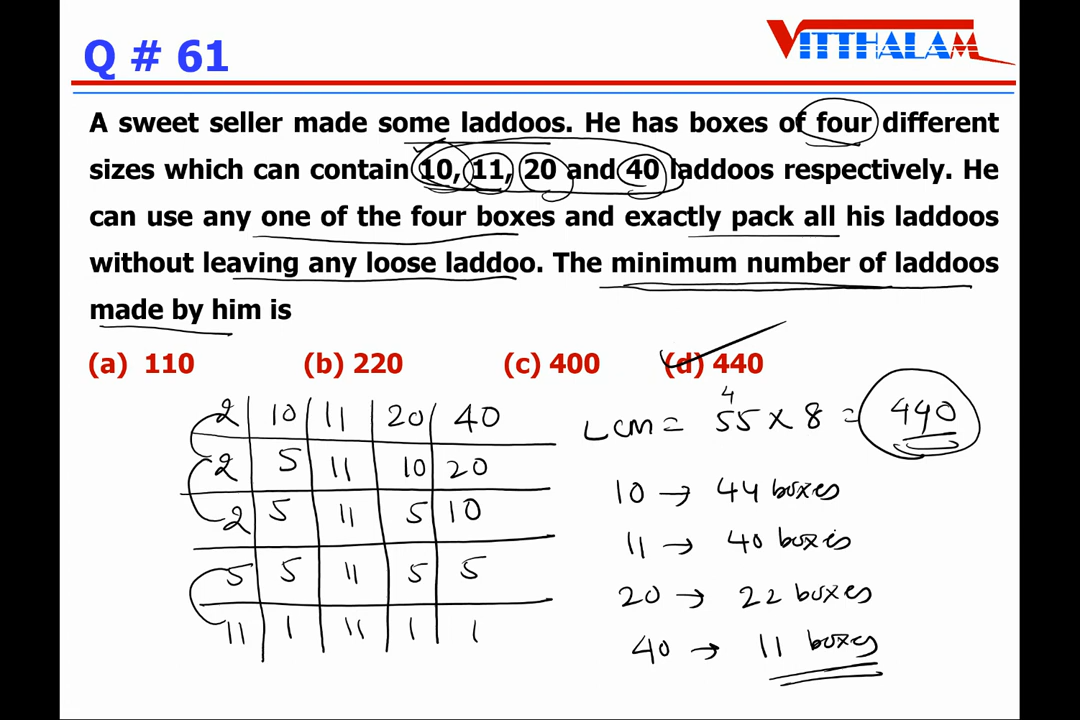 Q # 61
VITTHALAM
A sweet seller made some laddoos. He has boxes of four different
sizes which can contain 10, 11, 20 and 40 laddoos respectively. He
can use any one of the four boxes and exactly pack all his laddoos
without leaving any loose laddoo. The minimum number of laddoos
made by him is
(a) 110 (b) 220 (c) 400 (d) 440
2 10 11 20 40
2 5 11 10 20
2 5 11 5 10
5 5 11 5 5
11 1 11 1 1
4
LCM = 55 × 8 = 440
10 → 44 boxes
11 → 40 boxes
20 → 22 boxes
40 → 11 boxes